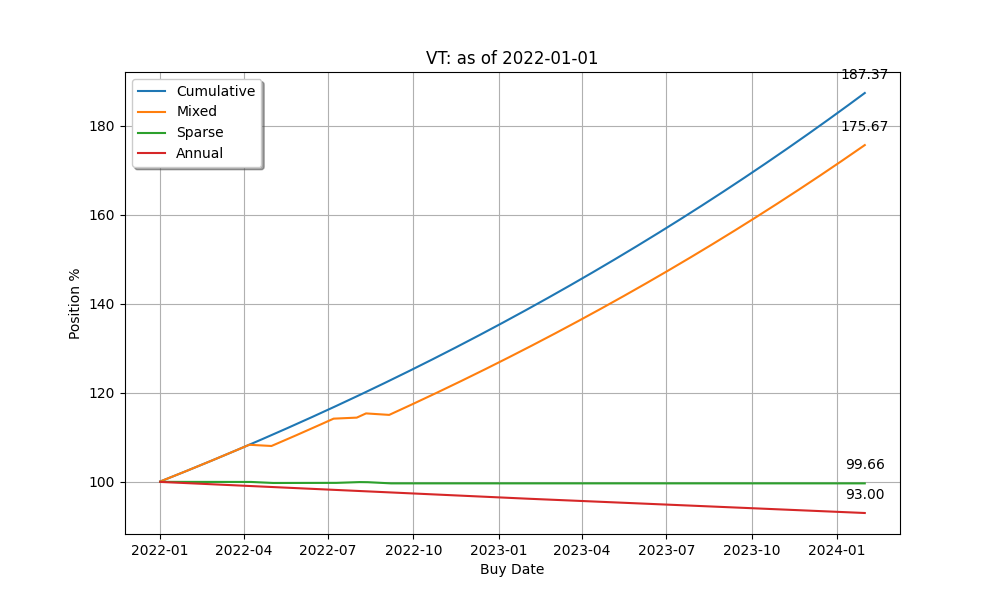 VT: as of 2022-01-01
187.37
Cumulative
Mixed
Sparse
Annual
175.67
180
160
140
120
100
99.66
93.00
Position %
2022-01
2022-04
2022-07
2022-10
2023-01
2023-04
2023-07
2023-10
2024-01
Buy Date